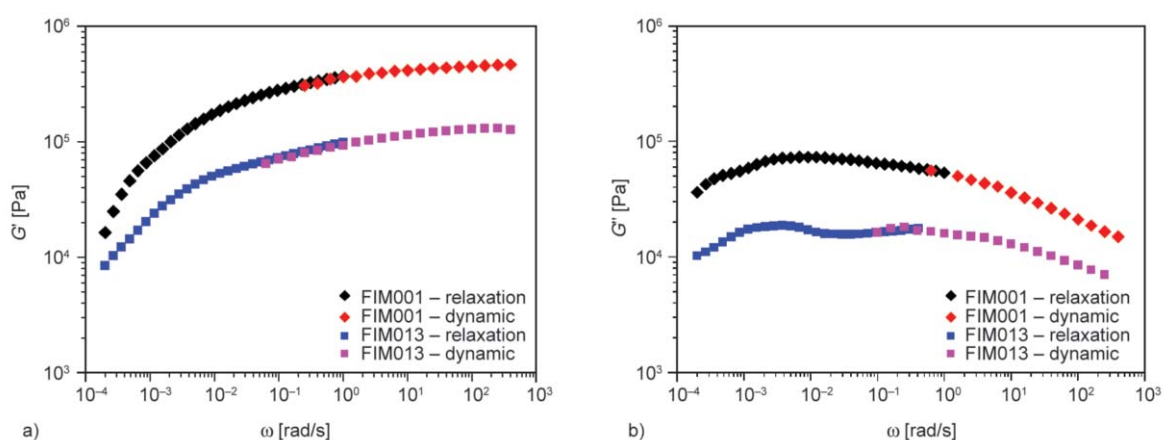 10⁶
10⁵
10⁴
10³
G′ [Pa]
FIM001 – relaxation
FIM001 – dynamic
FIM013 – relaxation
FIM013 – dynamic
10⁻⁴ 10⁻³ 10⁻² 10⁻¹ 10⁰ 10¹ 10² 10³
a) ω [rad/s]
10⁶
10⁵
10⁴
10³
G″ [Pa]
FIM001 – relaxation
FIM001 – dynamic
FIM013 – relaxation
FIM013 – dynamic
10⁻⁴ 10⁻³ 10⁻² 10⁻¹ 10⁰ 10¹ 10² 10³
b) ω [rad/s]